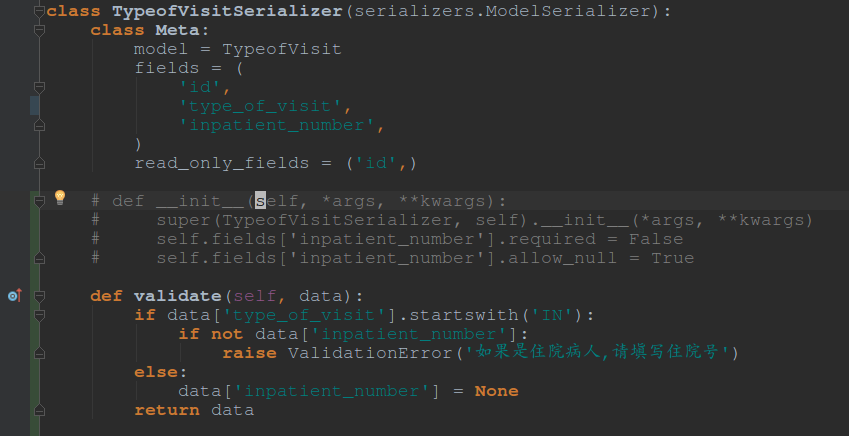 class TypeofVisitSerializer(serializers.ModelSerializer):
    class Meta:
        model = TypeofVisit
        fields = (
            'id',
            'type_of_visit',
            'inpatient_number',
        )
        read_only_fields = ('id',)
    # def __init__(self, *args, **kwargs):
    #     super(TypeofVisitSerializer, self).__init__(*args, **kwargs)
    #     self.fields['inpatient_number'].required = False
    #     self.fields['inpatient_number'].allow_null = True
    def validate(self, data):
        if data['type_of_visit'].startswith('IN'):
            if not data['inpatient_number']:
                raise ValidationError('如果是住院病人,请填写住院号')
        else:
            data['inpatient_number'] = None
        return data